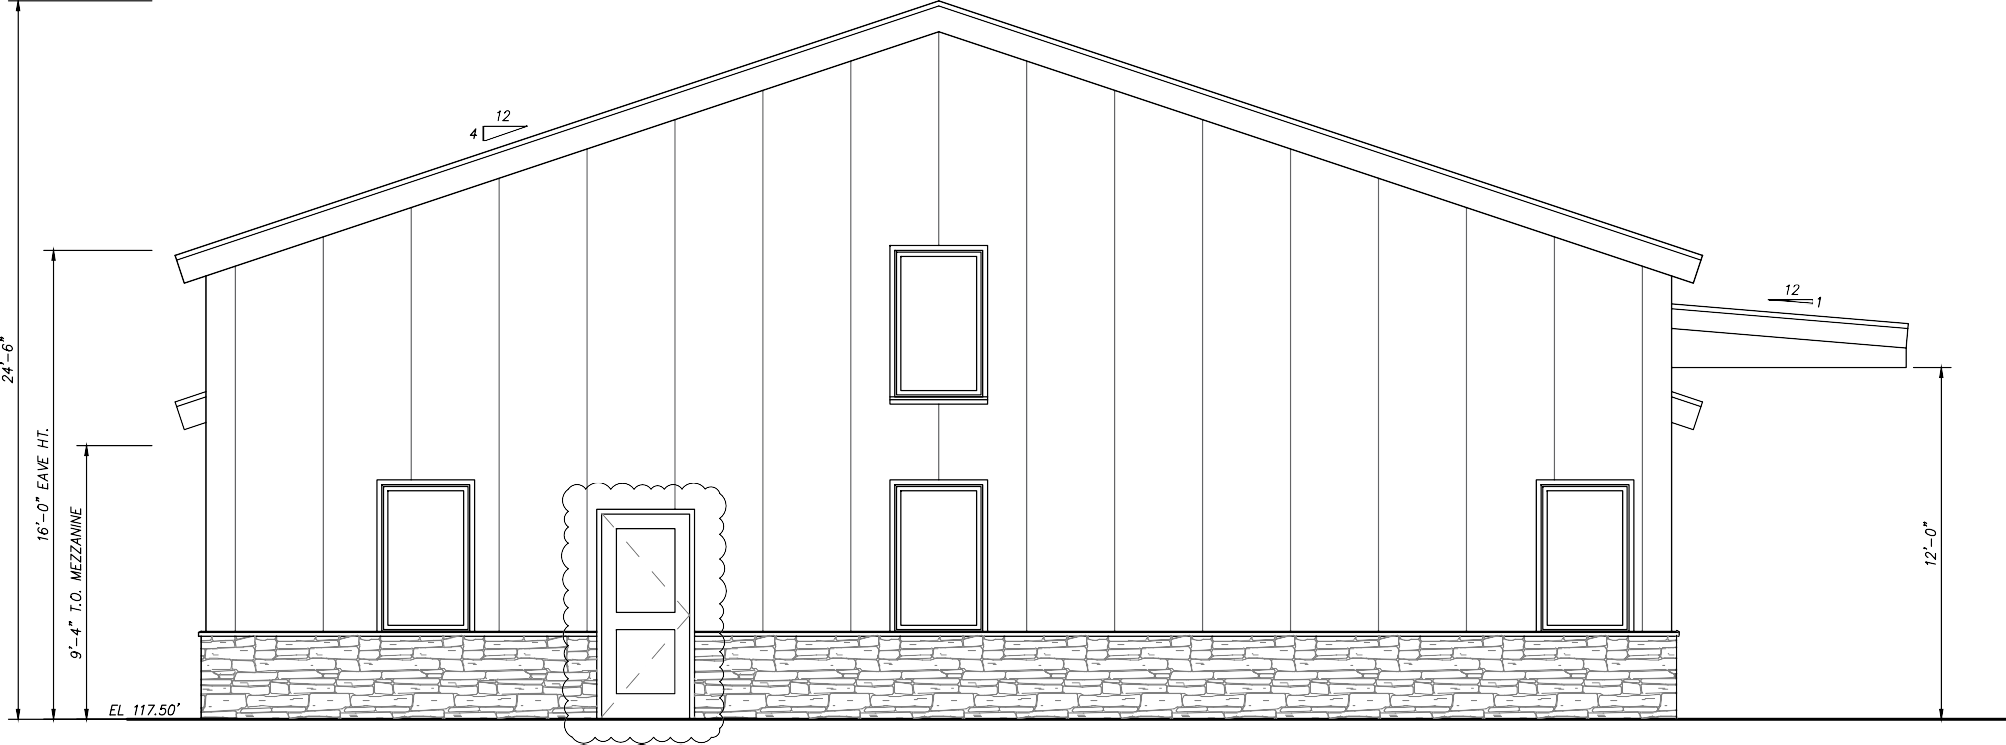 12
4
12
1
24'-6"
16'-0" EAVE HT.
9'-4" T.O. MEZZANINE
12'-0"
EL 117.50'